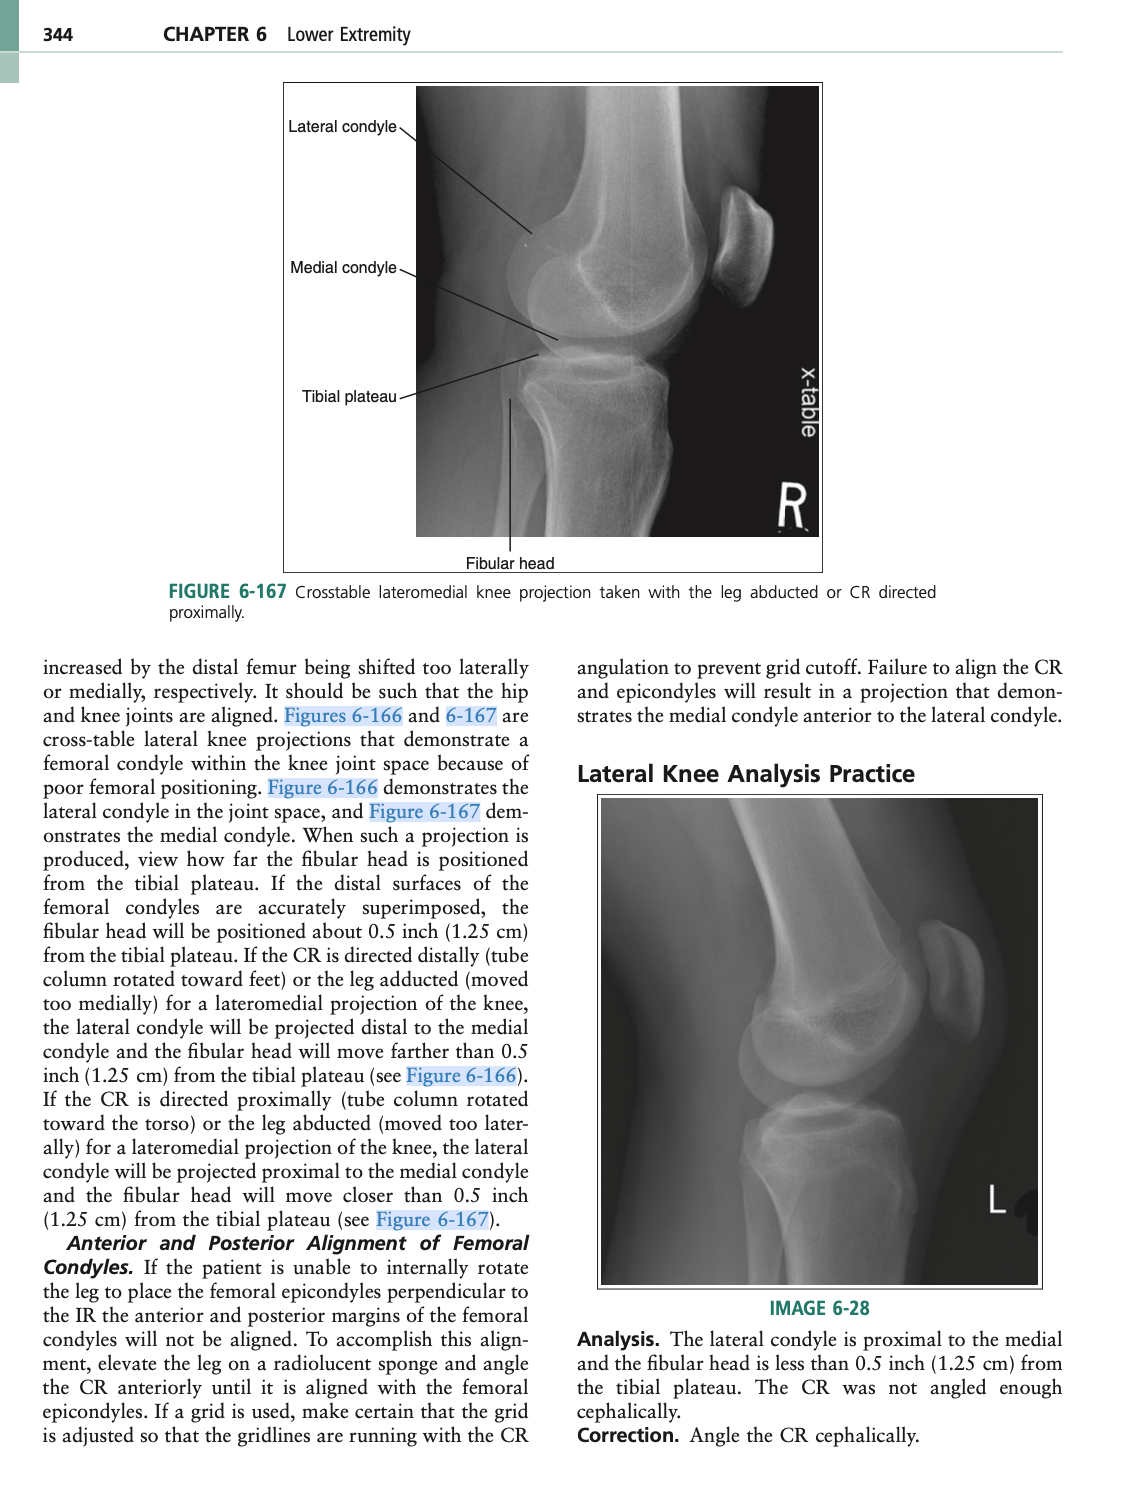 344 CHAPTER 6 Lower Extremity
Lateral condyle
Medial condyle
Tibial plateau
x-table
R
Fibular head
FIGURE 6-167 Crosstable lateromedial knee projection taken with the leg abducted or CR directed
proximally.
increased by the distal femur being shifted too laterally
or medially, respectively. It should be such that the hip
and knee joints are aligned. Figures 6-166 and 6-167 are
cross-table lateral knee projections that demonstrate a
femoral condyle within the knee joint space because of
poor femoral positioning. Figure 6-166 demonstrates the
lateral condyle in the joint space, and Figure 6-167 dem-
onstrates the medial condyle. When such a projection is
produced, view how far the fibular head is positioned
from the tibial plateau. If the distal surfaces of the
femoral condyles are accurately superimposed, the
fibular head will be positioned about 0.5 inch (1.25 cm)
from the tibial plateau. If the CR is directed distally (tube
column rotated toward feet) or the leg adducted (moved
too medially) for a lateromedial projection of the knee,
the lateral condyle will be projected distal to the medial
condyle and the fibular head will move farther than 0.5
inch (1.25 cm) from the tibial plateau (see Figure 6-166).
If the CR is directed proximally (tube column rotated
toward the torso) or the leg abducted (moved too later-
ally) for a lateromedial projection of the knee, the lateral
condyle will be projected proximal to the medial condyle
and the fibular head will move closer than 0.5 inch
(1.25 cm) from the tibial plateau (see Figure 6-167).
Anterior and Posterior Alignment of Femoral
Condyles. If the patient is unable to internally rotate
the leg to place the femoral epicondyles perpendicular to
the IR the anterior and posterior margins of the femoral
condyles will not be aligned. To accomplish this align-
ment, elevate the leg on a radiolucent sponge and angle
the CR anteriorly until it is aligned with the femoral
epicondyles. If a grid is used, make certain that the grid
is adjusted so that the gridlines are running with the CR
angulation to prevent grid cutoff. Failure to align the CR
and epicondyles will result in a projection that demon-
strates the medial condyle anterior to the lateral condyle.
Lateral Knee Analysis Practice
L
IMAGE 6-28
Analysis. The lateral condyle is proximal to the medial
and the fibular head is less than 0.5 inch (1.25 cm) from
the tibial plateau. The CR was not angled enough
cephalically.
Correction. Angle the CR cephalically.